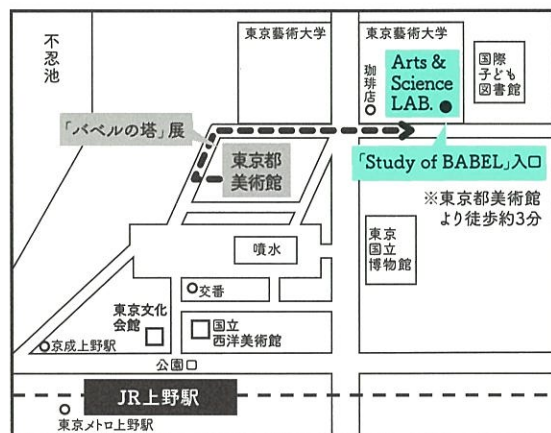 不忍池
東京藝術大学
東京藝術大学
Arts &
Science
LAB.
珈琲店
国際
子ども
図書館
「バベルの塔」展
東京都
美術館
「Study of BABEL」入口
※東京都美術館
より徒歩約3分
噴水
東京
国立
博物館
交番
東京文化
会館
国立
西洋美術館
京成上野駅
公園口
JR上野駅
東京メトロ上野駅